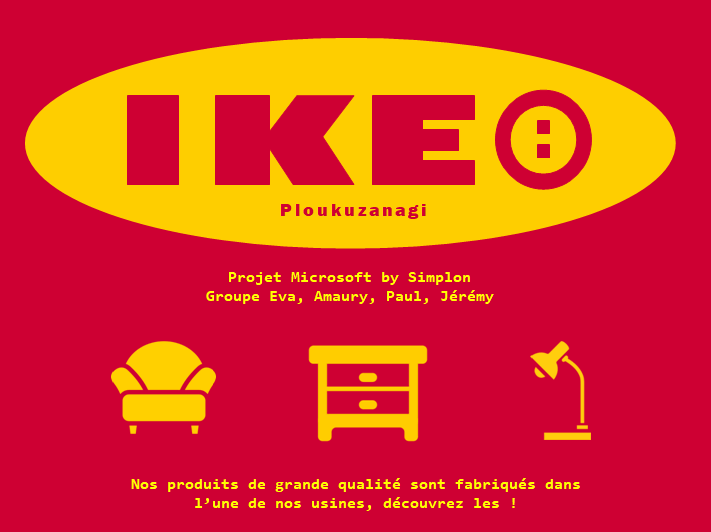 IKEO
Ploukuzanagi
Projet Microsoft by Simplon
Groupe Eva, Amaury, Paul, Jérémy
Nos produits de grande qualité sont fabriqués dans
l’une de nos usines, découvrez les !